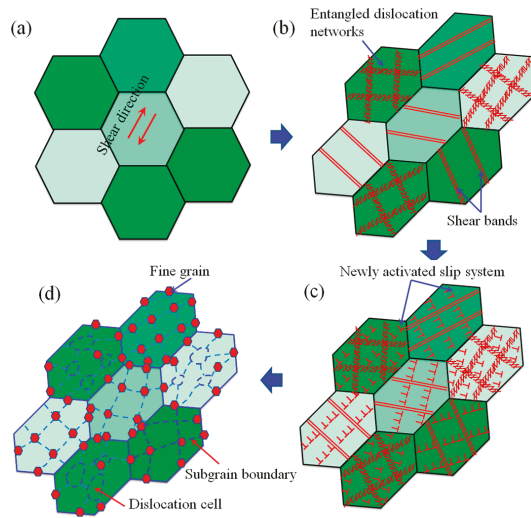 (a)
Shear direction
(b)
Entangled dislocation
networks
Shear bands
Newly activated slip system
(c)
(d)
Fine grain
Subgrain boundary
Dislocation cell